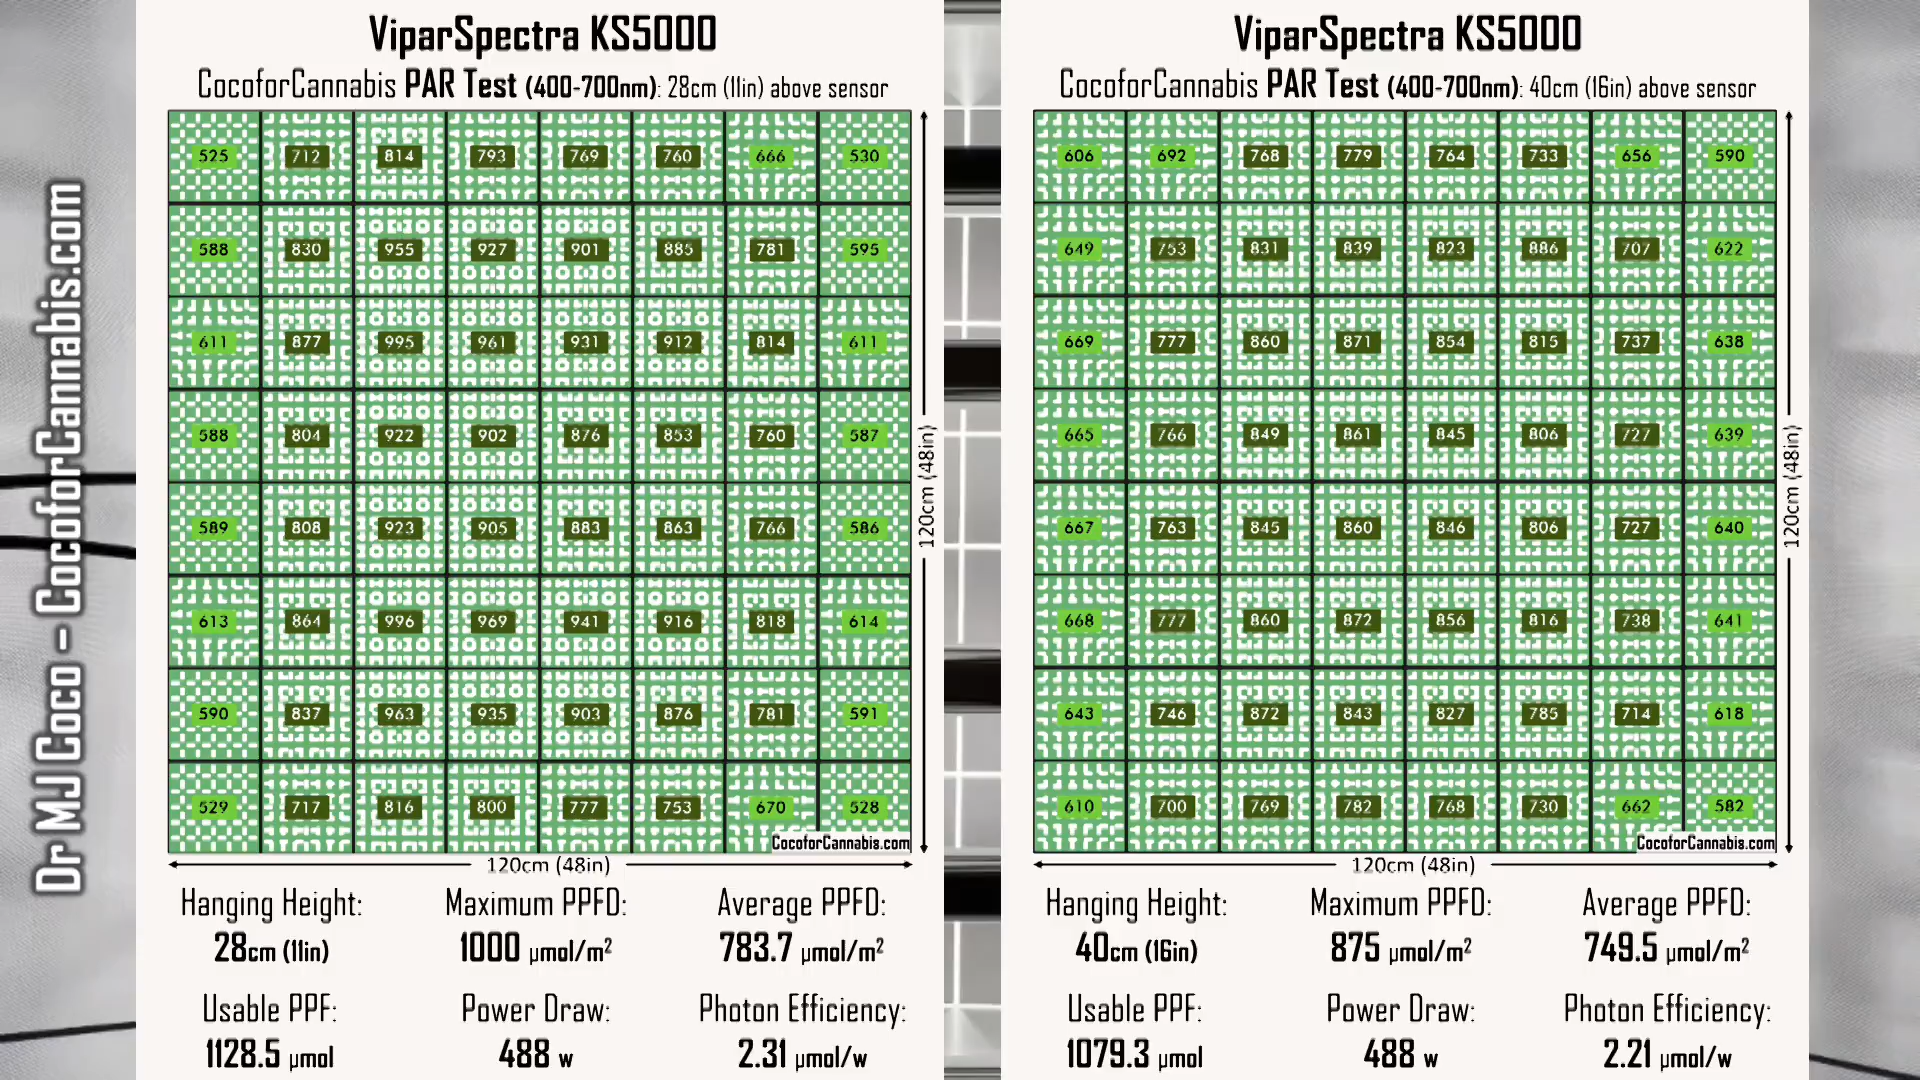 Dr MJ Coco - CocoforCannabis.com
ViparSpectra KS5000
CocoforCannabis PAR Test (400-700nm): 28cm (11in) above sensor
525 712 814 793 769 760 666 530
588 830 955 927 901 885 781 595
611 877 995 961 931 912 814 611
588 804 922 902 876 853 760 587
589 808 923 905 883 863 766 586
613 864 996 969 941 916 818 614
590 837 963 935 903 876 781 591
529 717 816 800 777 753 670 528
CocoforCannabis.com
120cm (48in)
120cm (48in)
Hanging Height: Maximum PPFD: Average PPFD:
28cm (11in) 1000 µmol/m² 783.7 µmol/m²
Usable PPF: Power Draw: Photon Efficiency:
1128.5 µmol 488 w 2.31 µmol/w
ViparSpectra KS5000
CocoforCannabis PAR Test (400-700nm): 40cm (16in) above sensor
606 692 768 779 764 733 656 590
649 753 831 839 823 886 707 622
669 777 860 871 854 815 737 638
665 766 849 861 845 806 727 639
667 763 845 860 846 806 727 640
668 777 860 872 856 816 738 641
643 746 872 843 827 785 714 618
610 700 769 782 768 730 662 582
CocoforCannabis.com
120cm (48in)
120cm (48in)
Hanging Height: Maximum PPFD: Average PPFD:
40cm (16in) 875 µmol/m² 749.5 µmol/m²
Usable PPF: Power Draw: Photon Efficiency:
1079.3 µmol 488 w 2.21 µmol/w